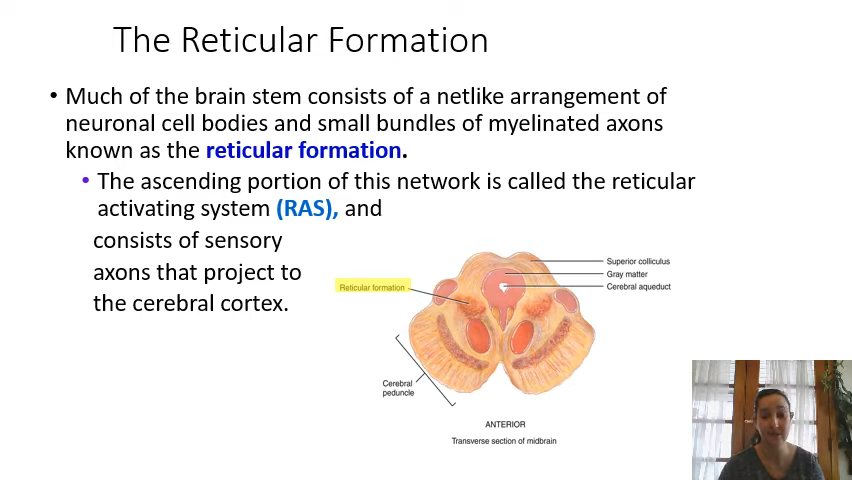 The Reticular Formation
• Much of the brain stem consists of a netlike arrangement of
neuronal cell bodies and small bundles of myelinated axons
known as the reticular formation.
• The ascending portion of this network is called the reticular
activating system (RAS), and
consists of sensory
axons that project to
the cerebral cortex.
Superior colliculus
Gray matter
Cerebral aqueduct
Reticular formation
Cerebral
peduncle
ANTERIOR
Transverse section of midbrain